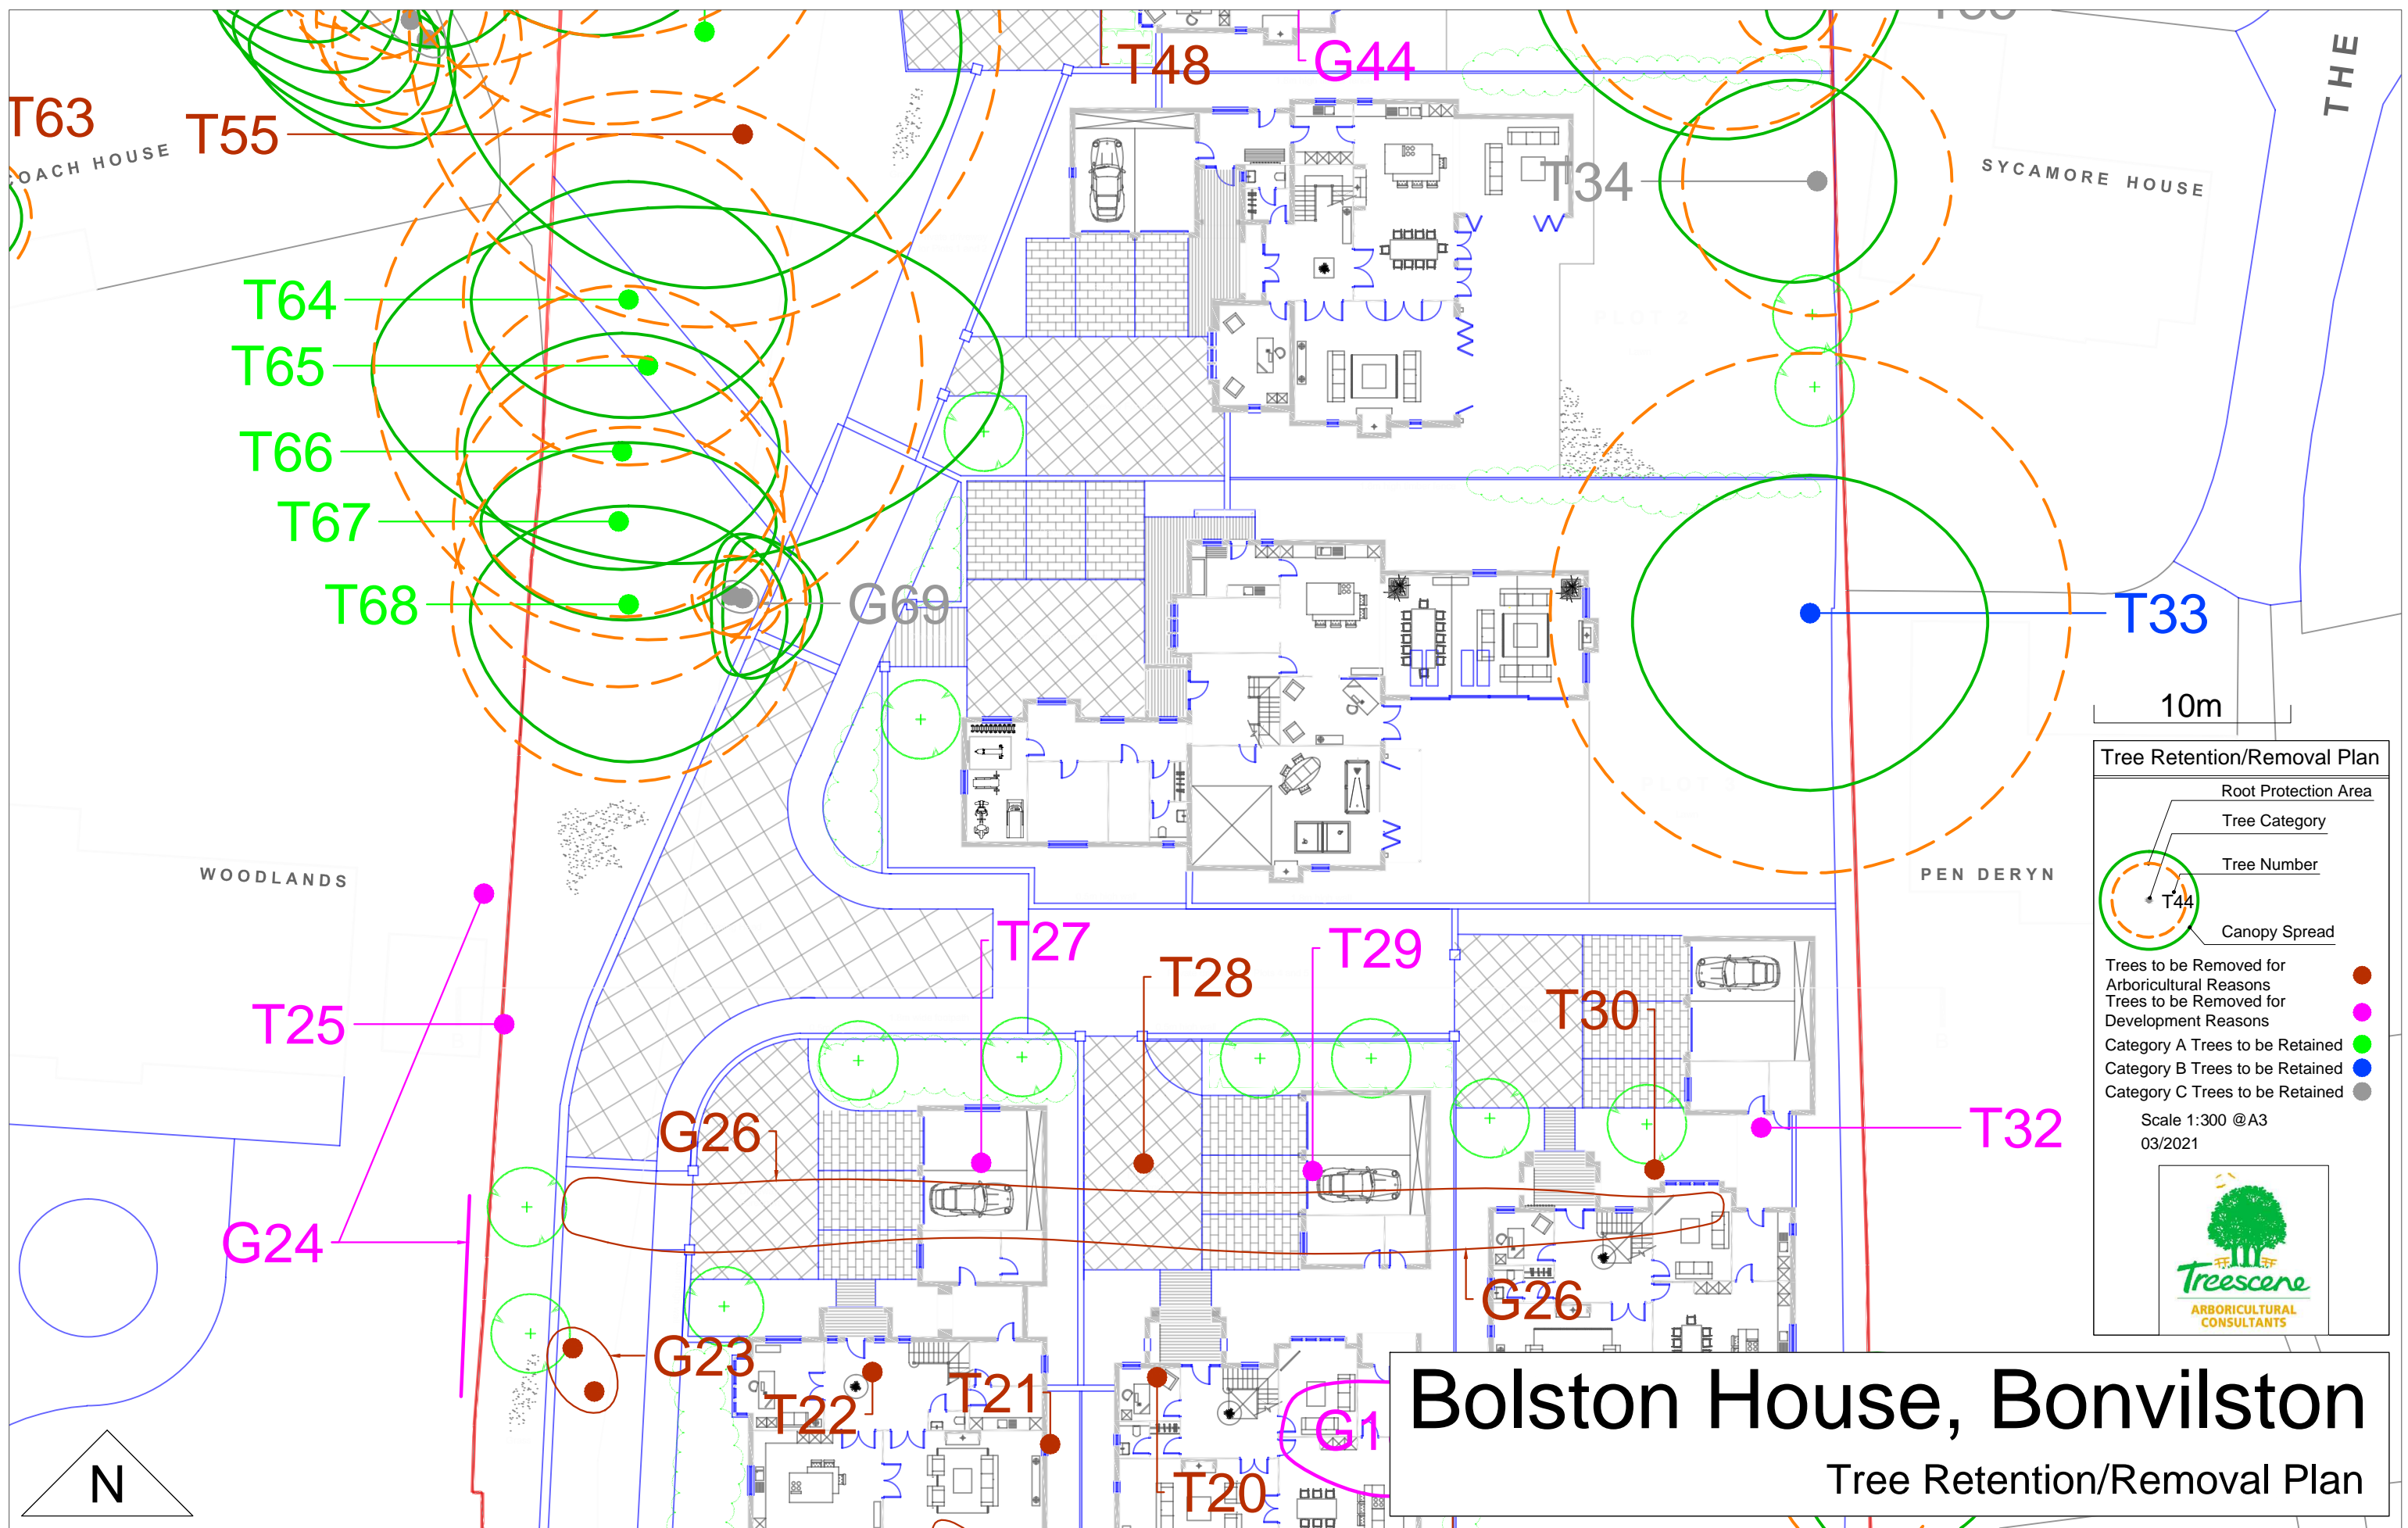 T48
G44
THE
T63
T55
COACH HOUSE
T34
SYCAMORE HOUSE
T64
T65
T66
T67
T68
G69
T33
10m
Tree Retention/Removal Plan
Root Protection Area
Tree Category
Tree Number
T44
Canopy Spread
Trees to be Removed for
Arboricultural Reasons
Trees to be Removed for
Development Reasons
Category A Trees to be Retained
Category B Trees to be Retained
Category C Trees to be Retained
Scale 1:300 @A3
03/2021
Treescene
ARBORICULTURAL
CONSULTANTS
WOODLANDS
PEN DERYN
T27
T28
T29
T25
T30
G26
T32
G24
G26
G23
T22
T21
T20
G1
N
Bolston House, Bonvilston
Tree Retention/Removal Plan